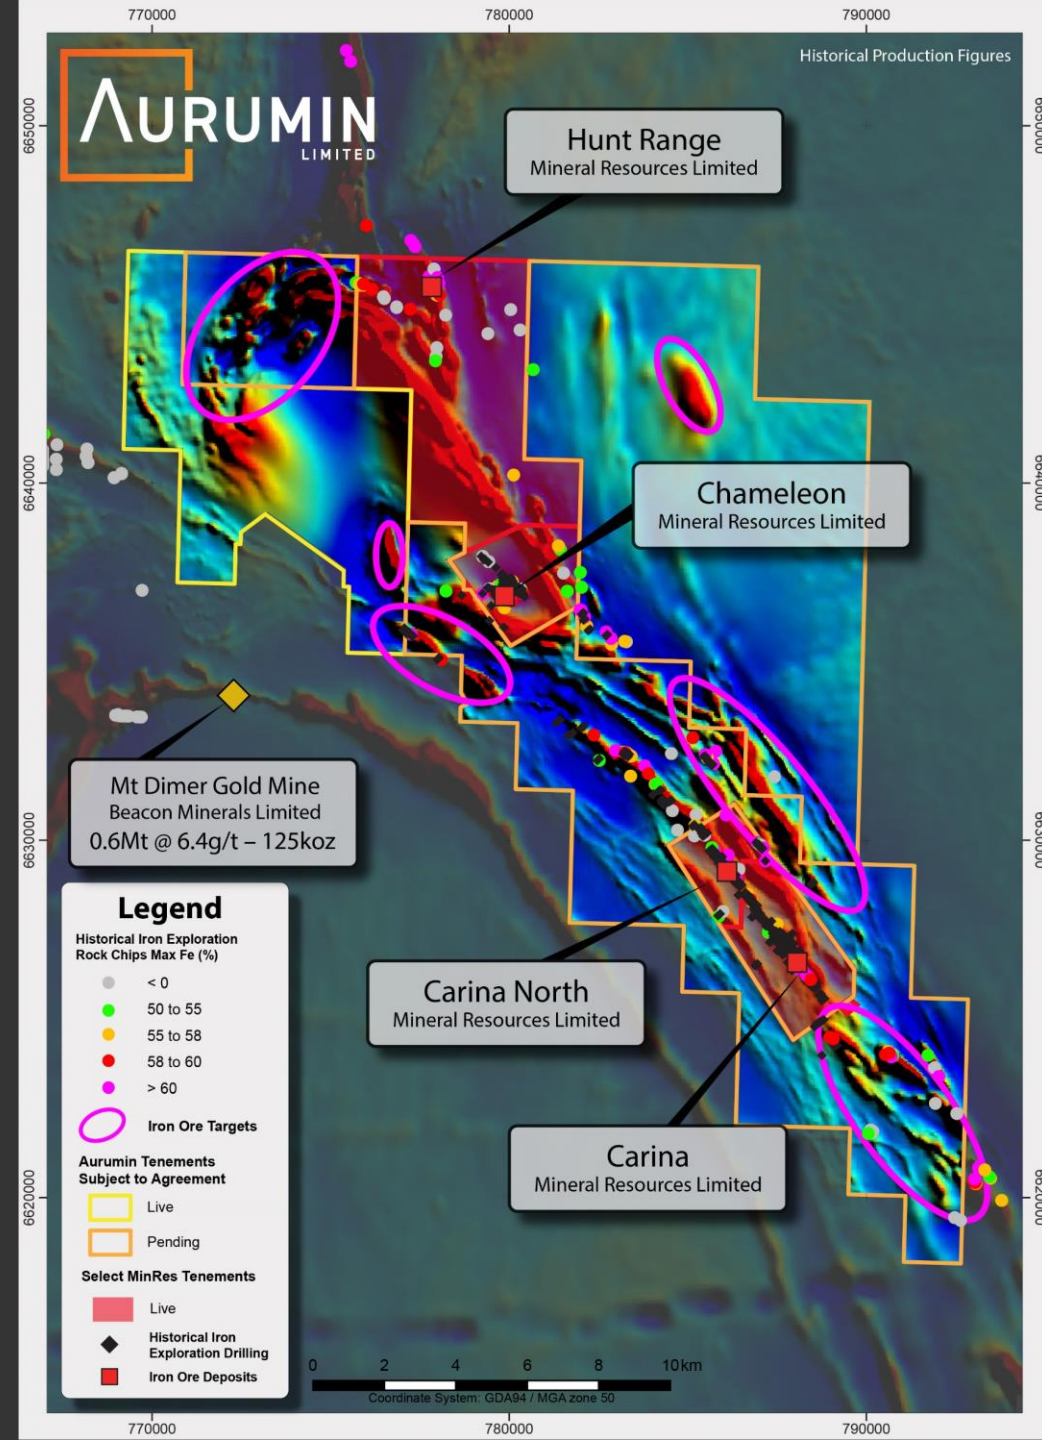 770000
780000
790000
Historical Production Figures
AURUMIN
LIMITED
6650000
6650000
Hunt Range
Mineral Resources Limited
6640000
6640000
Chameleon
Mineral Resources Limited
Mt Dimer Gold Mine
Beacon Minerals Limited
0.6Mt @ 6.4g/t – 125koz
6630000
6630000
Carina North
Mineral Resources Limited
Carina
Mineral Resources Limited
6620000
6620000
Legend
Historical Iron Exploration
Rock Chips Max Fe (%)
< 0
50 to 55
55 to 58
58 to 60
> 60
Iron Ore Targets
Aurumin Tenements
Subject to Agreement
Live
Pending
Select MinRes Tenements
Live
Historical Iron
Exploration Drilling
Iron Ore Deposits
0 2 4 6 8 10km
Coordinate System: GDA94 / MGA zone 50
770000
780000
790000